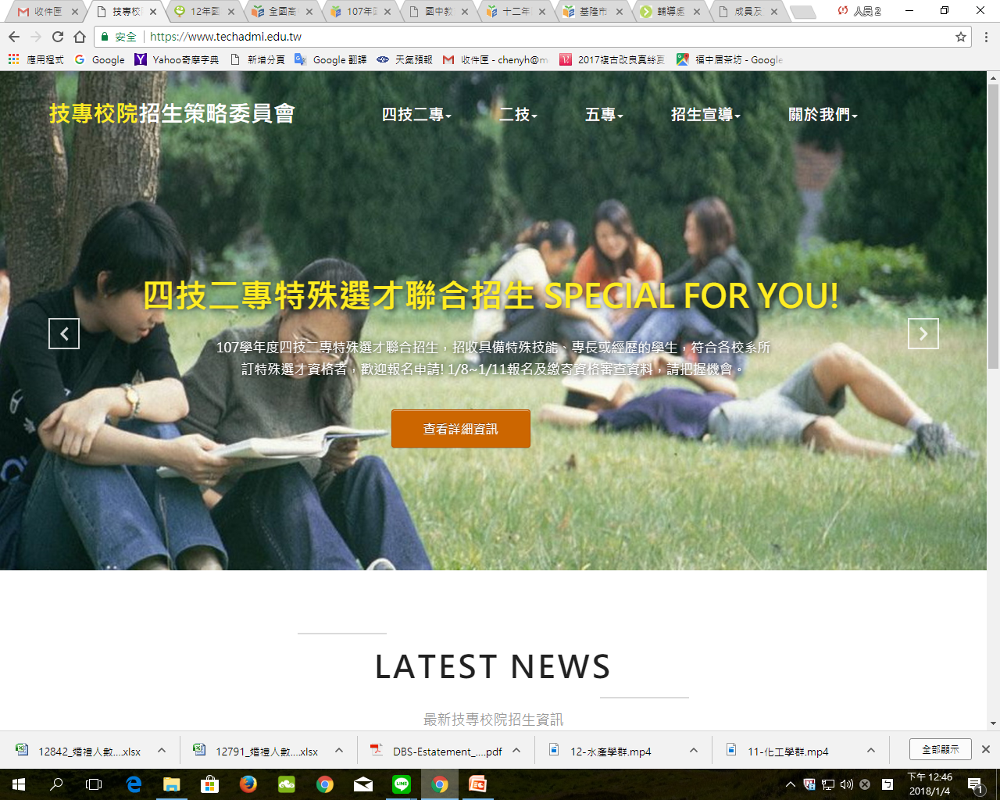 收件匣
技專校
12年國
全國高
107年
國中教
十二年
基隆市
輔導處
成員及
人員 2
安全
https://www.techadmi.edu.tw
應用程式
Google
Yahoo奇摩字典
新增分頁
Google 翻譯
天氣預報
收件匣 - chenyh@m
2017複古改良真絲夏
福中居茶坊 - Google
技專校院招生策略委員會
四技二專
二技
五專
招生宣導
關於我們
四技二專特殊選才聯合招生 SPECIAL FOR YOU!
107學年度四技二專特殊選才聯合招生，招收具備特殊技能、專長或經歷的學生，符合各校系所
訂特殊選才資格者，歡迎報名申請! 1/8~1/11報名及繳寄資格審查資料，請把握機會。
查看詳細資訊
LATEST NEWS
最新技專校院招生資訊
12842_婚禮人數....xlsx
12791_婚禮人數....xlsx
DBS-Estatement_....pdf
12-水產學群.mp4
11-化工學群.mp4
全部顯示
下午 12:46
2018/1/4